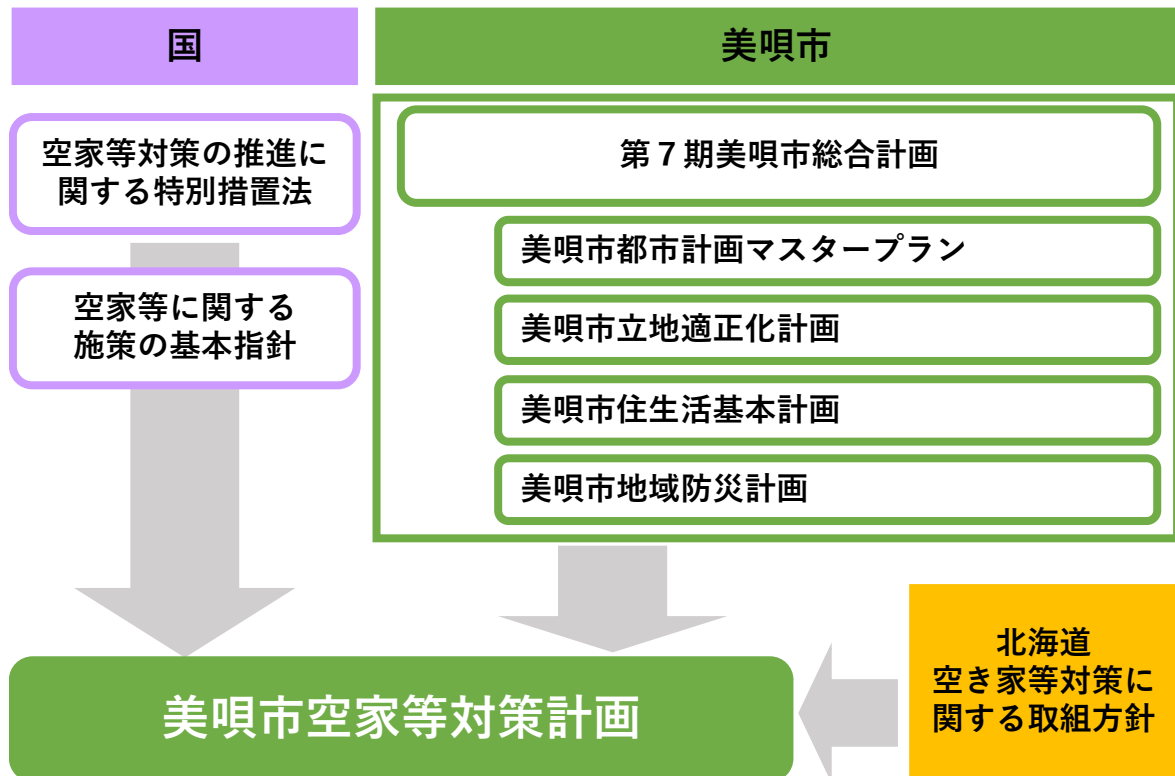 国
空家等対策の推進に
関する特別措置法
空家等に関する
施策の基本指針
美唄市
第７期美唄市総合計画
美唄市都市計画マスタープラン
美唄市立地適正化計画
美唄市住生活基本計画
美唄市地域防災計画
北海道
空き家等対策に
関する取組方針
美唄市空家等対策計画